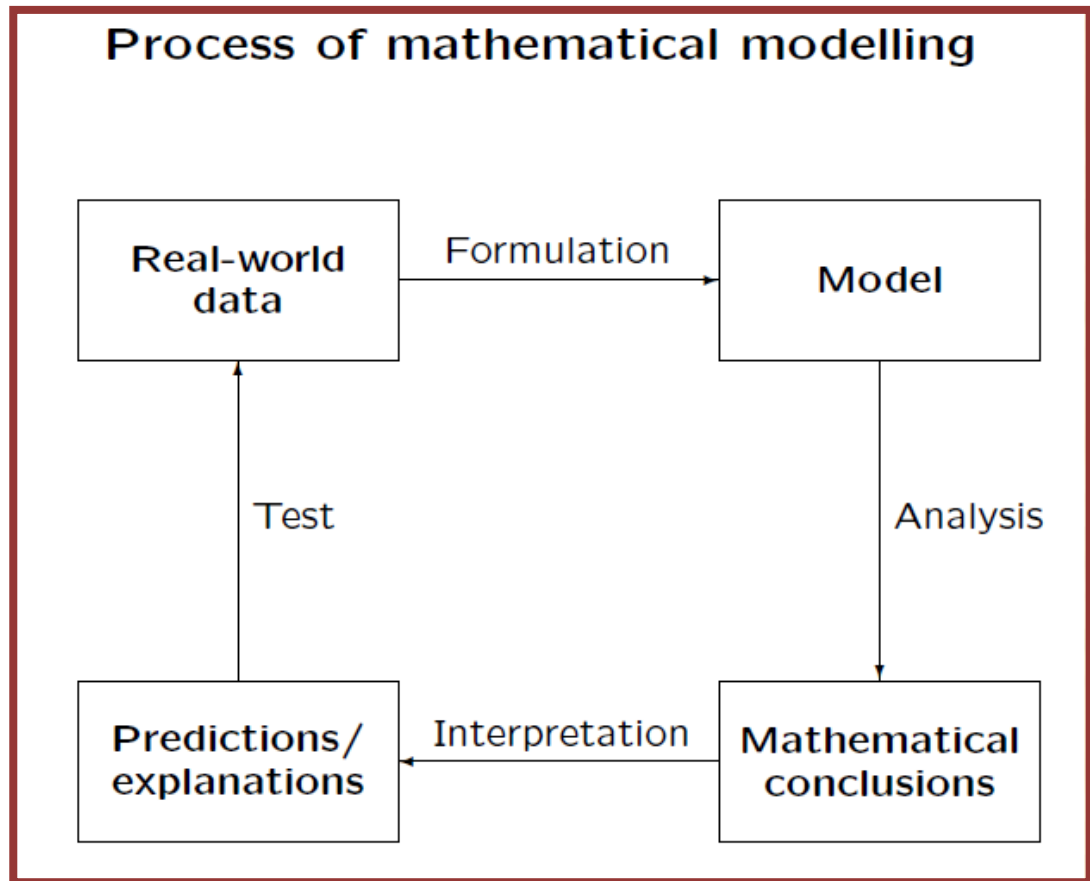 Process of mathematical modelling
Real-world
data
Formulation
Model
Test
Analysis
Predictions/
explanations
Interpretation
Mathematical
conclusions